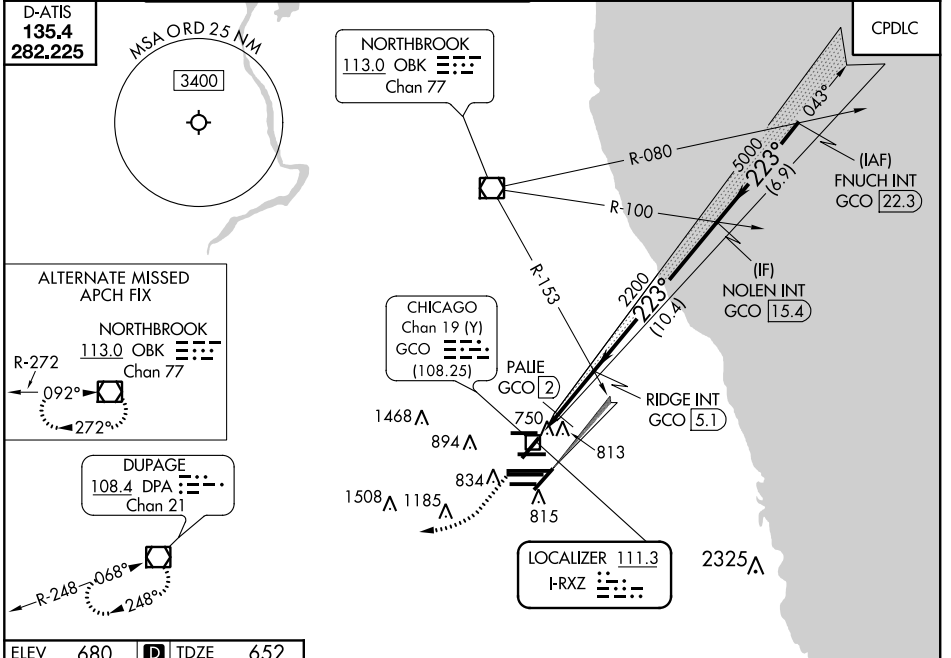 D-ATIS
135.4
282.225
MSA ORD 25 NM
3400
NORTHBROOK
113.0 OBK
Chan 77
CPDLC
R-080
R-100
R-153
043°
5000
223°
(6.9)
(IAF)
FNUCH INT
GCO 22.3
(IF)
NOLEN INT
GCO 15.4
2200
223°
(10.4)
ALTERNATE MISSED
APCH FIX
NORTHBROOK
113.0 OBK
Chan 77
R-272
092°
272°
CHICAGO
Chan 19 (Y)
GCO
(108.25)
PALIE
GCO 2
RIDGE INT
GCO 5.1
1468
894
750
813
834
1508
1185
815
DUPAGE
108.4 DPA
Chan 21
R-248
068°
248°
LOCALIZER 111.3
I-RXZ
2325
ELEV 680 D TDZE 652